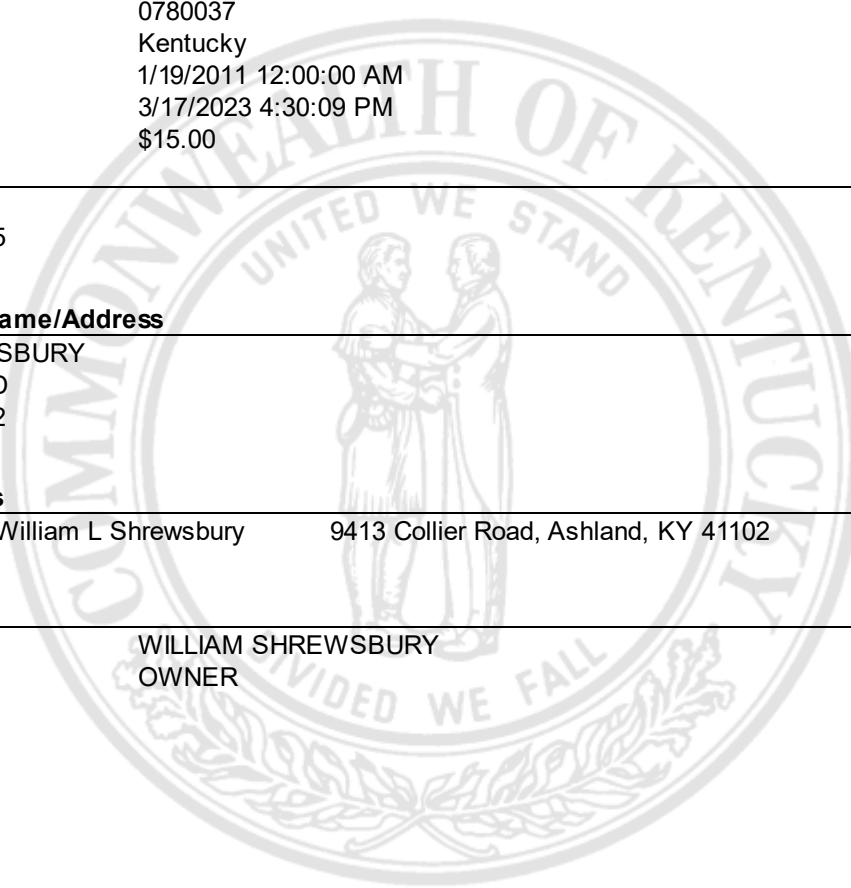 0780037
Kentucky
1/19/2011 12:00:00 AM
3/17/2023 4:30:09 PM
$15.00
5
ame/Address
SBURY
D
2
s
William L Shrewsbury 9413 Collier Road, Ashland, KY 41102
WILLIAM SHREWSBURY
OWNER
COMMONWEALTH OF KENTUCKY
UNITED WE STAND
DIVIDED WE FALL